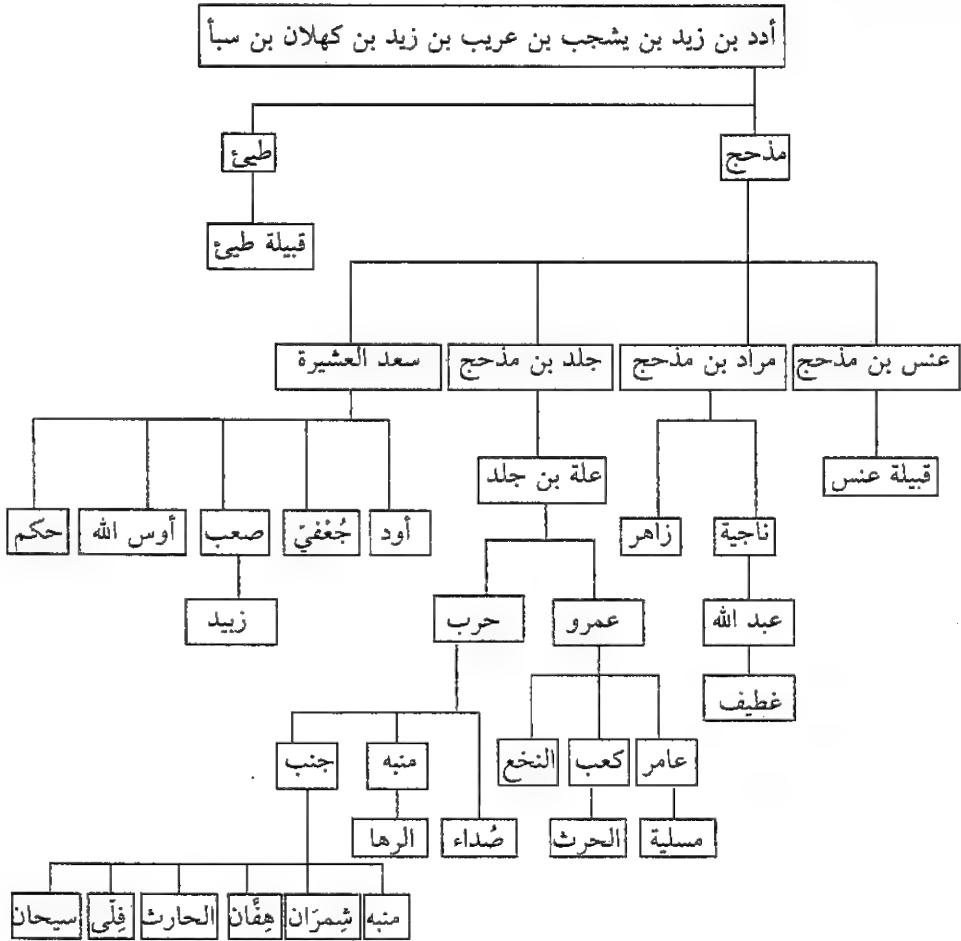 أدد بن زيد بن يشجب بن عريب بن زيد بن كهلان بن سبأ
مذحج
طيئ
قبيلة طيئ
عنس بن مذحج
مراد بن مذحج
جلد بن مذحج
سعد العشيرة
قبيلة عنس
علة بن جلد
ناجية
زاهر
أود
جُعْفيّ
صعب
أوس الله
حكم
عبد الله
عمرو
حرب
زبيد
غطيف
عامر
كعب
النخع
منبه
جنب
مسلية
الحرث
صُداء
الرها
منبه
شِمرَان
هِفَّان
الحارث
فِلّى
سيحان